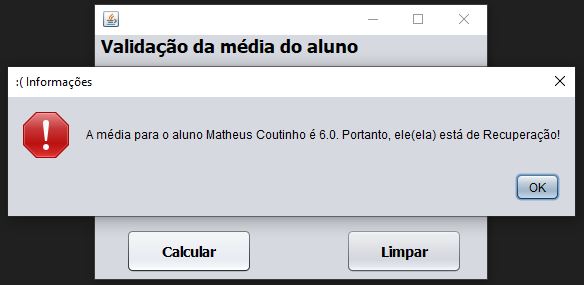 Validação da média do aluno
:( Informações
A média para o aluno Matheus Coutinho é 6.0. Portanto, ele(ela) está de Recuperação!
OK
Calcular
Limpar